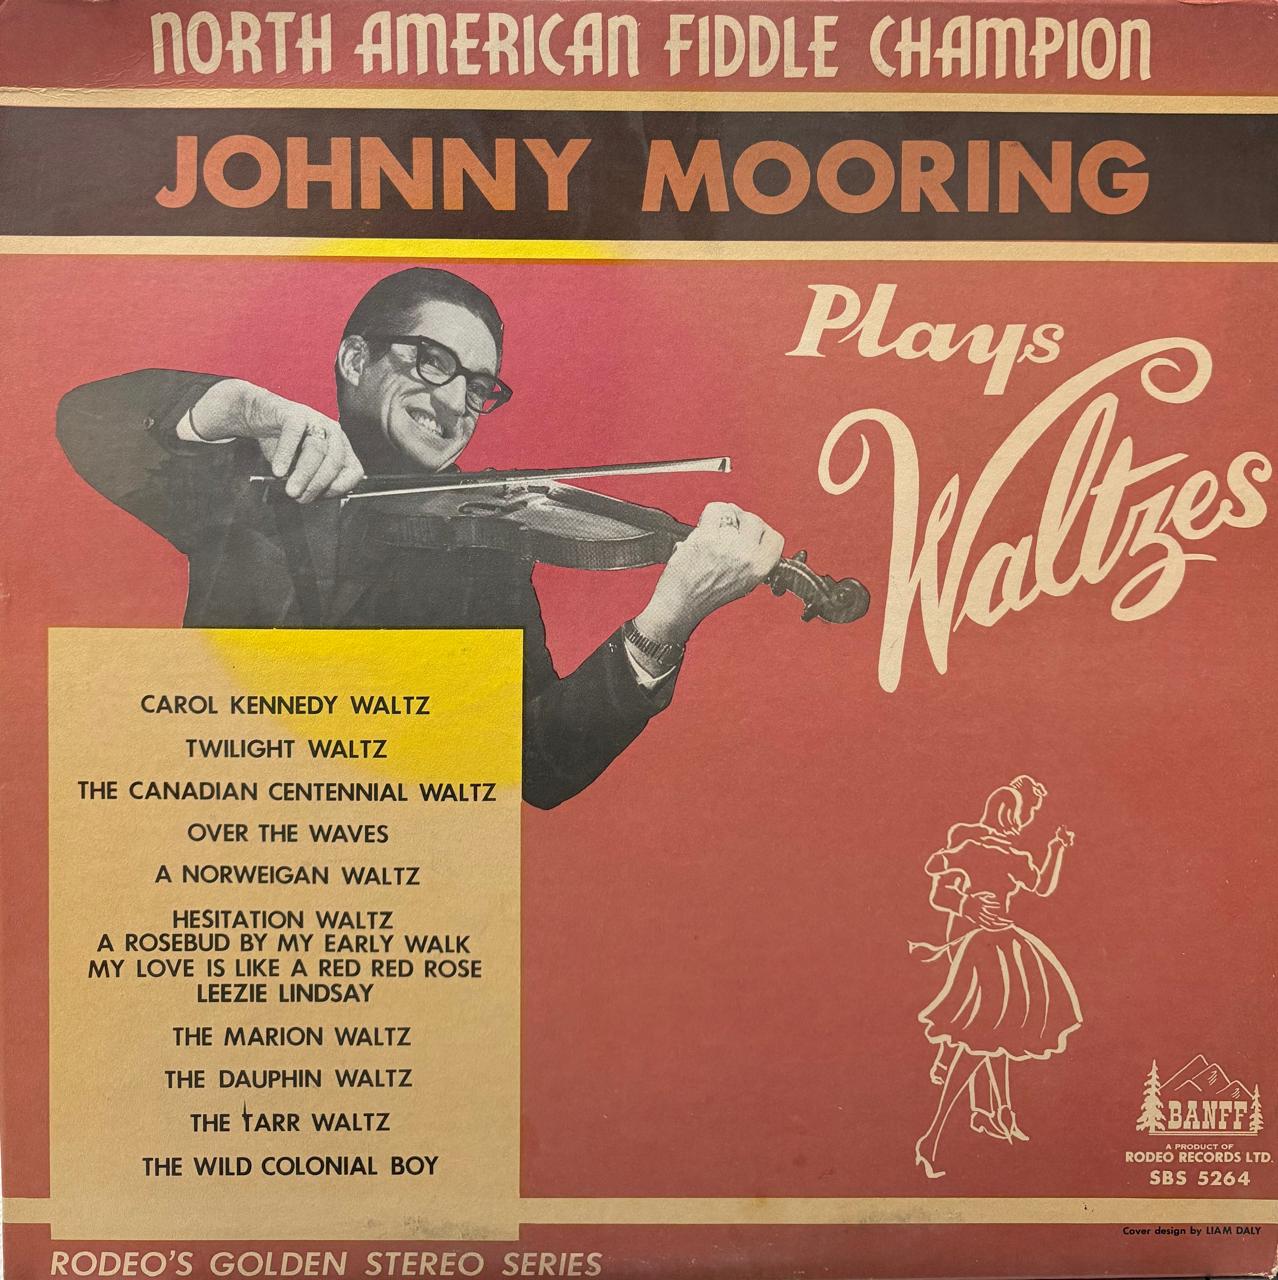 NORTH AMERICAN FIDDLE CHAMPION
JOHNNY MOORING
Plays
Waltzes
CAROL KENNEDY WALTZ
TWILIGHT WALTZ
THE CANADIAN CENTENNIAL WALTZ
OVER THE WAVES
A NORWEIGAN WALTZ
HESITATION WALTZ
A ROSEBUD BY MY EARLY WALK
MY LOVE IS LIKE A RED RED ROSE
LEEZIE LINDSAY
THE MARION WALTZ
THE DAUPHIN WALTZ
THE TARR WALTZ
THE WILD COLONIAL BOY
BANFF
A PRODUCT OF
RODEO RECORDS LTD.
SBS 5264
Cover design by LIAM DALY
RODEO'S GOLDEN STEREO SERIES